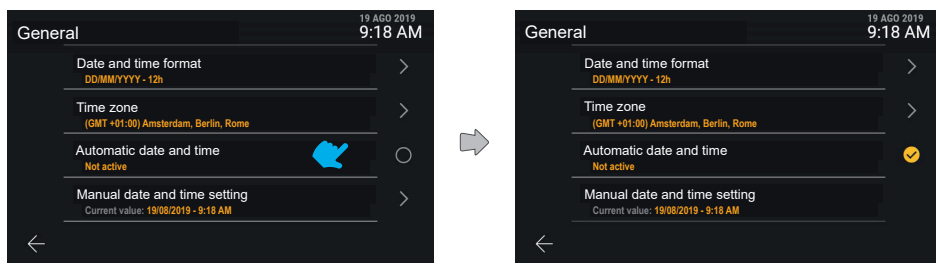 19 AGO 2019
General
9:18 AM
Date and time format
DD/MM/YYYY - 12h
Time zone
(GMT +01:00) Amsterdam, Berlin, Rome
Automatic date and time
Not active
Manual date and time setting
Current value: 19/08/2019 - 9:18 AM
19 AGO 2019
General
9:18 AM
Date and time format
DD/MM/YYYY - 12h
Time zone
(GMT +01:00) Amsterdam, Berlin, Rome
Automatic date and time
Not active
Manual date and time setting
Current value: 19/08/2019 - 9:18 AM